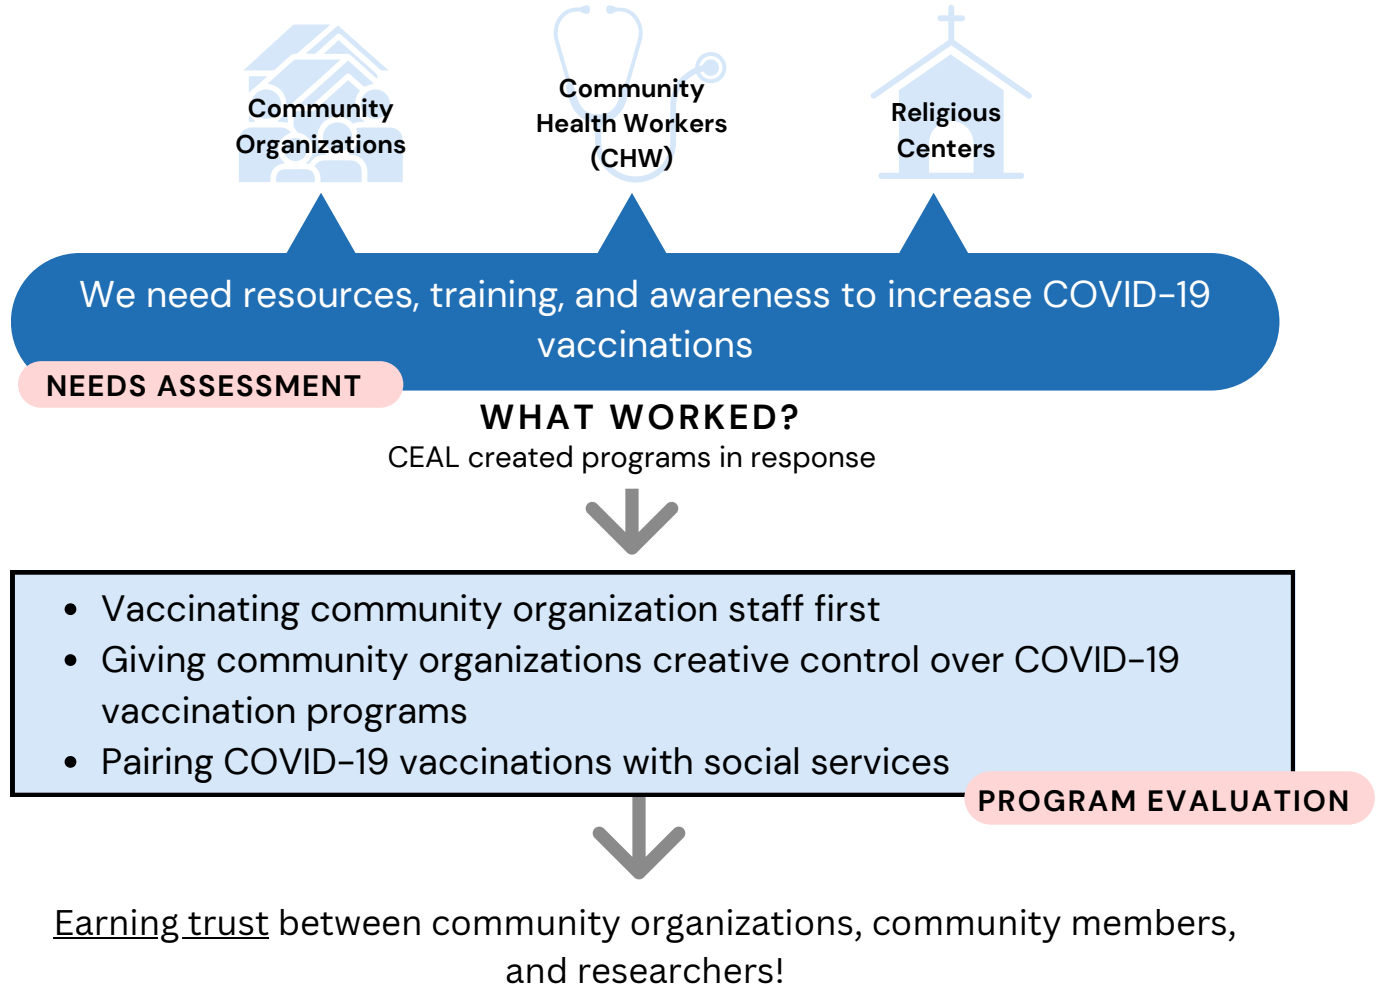 Community
Organizations
Community
Health Workers
(CHW)
Religious
Centers
We need resources, training, and awareness to increase COVID-19
vaccinations
NEEDS ASSESSMENT
WHAT WORKED?
CEAL created programs in response
• Vaccinating community organization staff first
• Giving community organizations creative control over COVID-19
vaccination programs
• Pairing COVID-19 vaccinations with social services
PROGRAM EVALUATION
Earning trust between community organizations, community members,
and researchers!